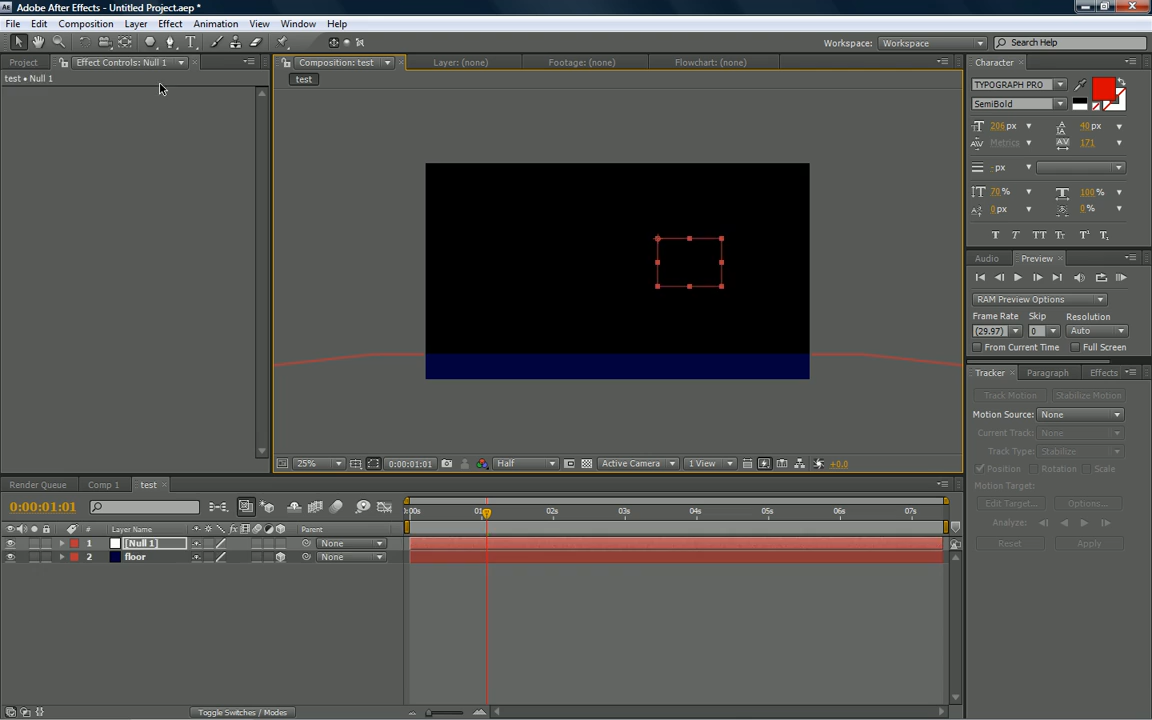 Adobe After Effects - Untitled Project.aep *
File Edit Composition Layer Effect Animation View Window Help
Workspace: Workspace Search Help
Project Effect Controls: Null 1 Composition: test Layer: (none) Footage: (none) Flowchart: (none) Character
test • Null 1
test
TYPOGRAPH PRO
SemiBold
206 px 40 px
Metrics 171
- px
70 % 100 %
0 px 0 %
T T TT TT T¹ T₁
Audio Preview
RAM Preview Options
Frame Rate Skip Resolution
(29.97) 0 Auto
From Current Time Full Screen
Tracker Paragraph Effects
Track Motion Stabilize Motion
Motion Source: None
Current Track: None
Track Type: Stabilize
Position Rotation Scale
Motion Target:
Edit Target... Options...
Analyze:
Reset Apply
25% 0:00:01:01 Half Active Camera 1 View +0.0
Render Queue Comp 1 test
0:00:01:01
):00s 01s 02s 03s 04s 05s 06s 07s
# Layer Name fx Parent
1 [Null 1] None
2 floor None
Toggle Switches / Modes